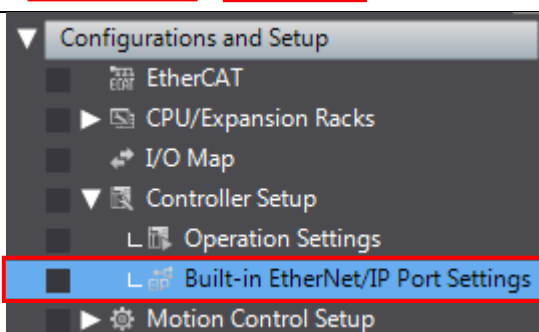 Configurations and Setup
EtherCAT
CPU/Expansion Racks
I/O Map
Controller Setup
Operation Settings
Built-in EtherNet/IP Port Settings
Motion Control Setup